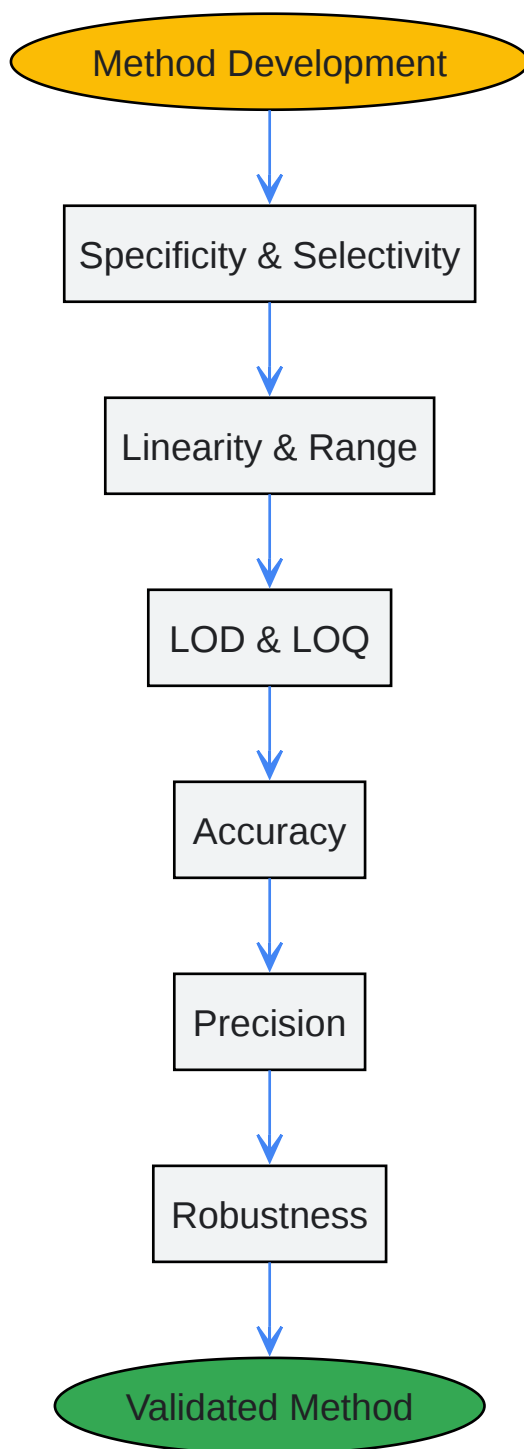 Method Development
Specificity & Selectivity
Linearity & Range
LOD & LOQ
Accuracy
Precision
Robustness
Validated Method